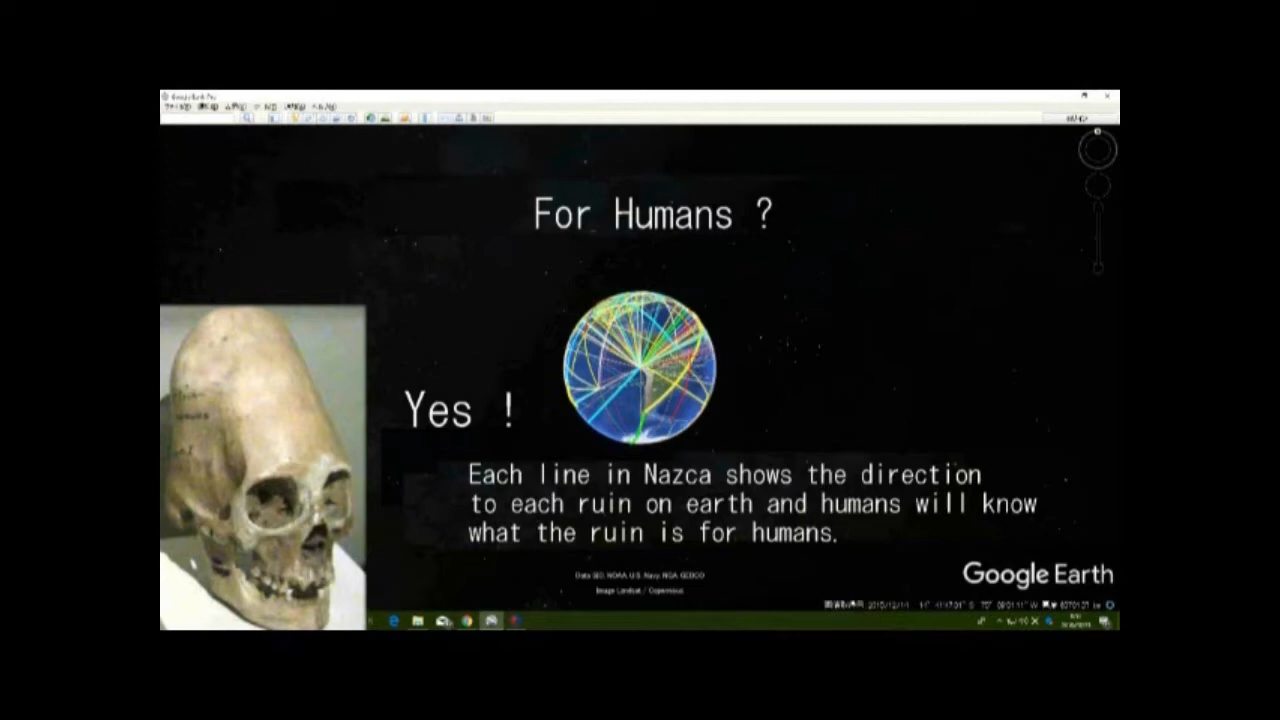 For Humans ?
Yes !
Each line in Nazca shows the direction
to each ruin on earth and humans will know
what the ruin is for humans.
Data SIO, NOAA, U.S. Navy, NGA, GEBCO
Image Landsat / Copernicus
Google Earth